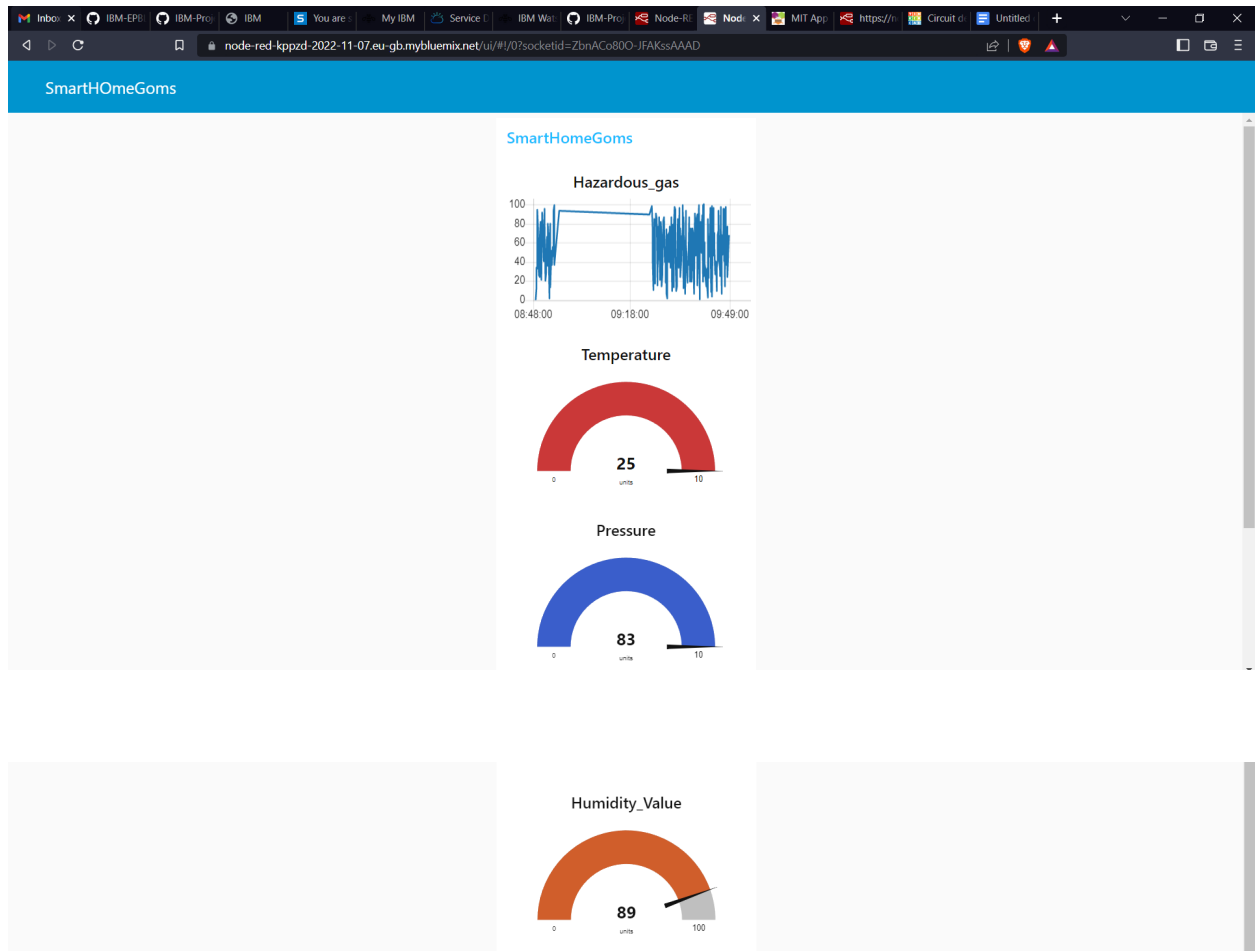 Inbox
IBM-EPBI
IBM-Proj
IBM
You are s
My IBM
Service D
IBM Wats
IBM-Proj
Node-RE
Node
MIT App
https://n
Circuit de
Untitled
node-red-kppzd-2022-11-07.eu-gb.mybluemix.net/ui/#!/0?socketid=ZbnACo80O-JFAKssAAAD
SmartHOmeGoms
SmartHomeGoms
Hazardous_gas
100
80
60
40
20
0
08:48:00 09:18:00 09:49:00
Temperature
25
0 units 10
Pressure
83
0 units 10
Humidity_Value
89
0 units 100